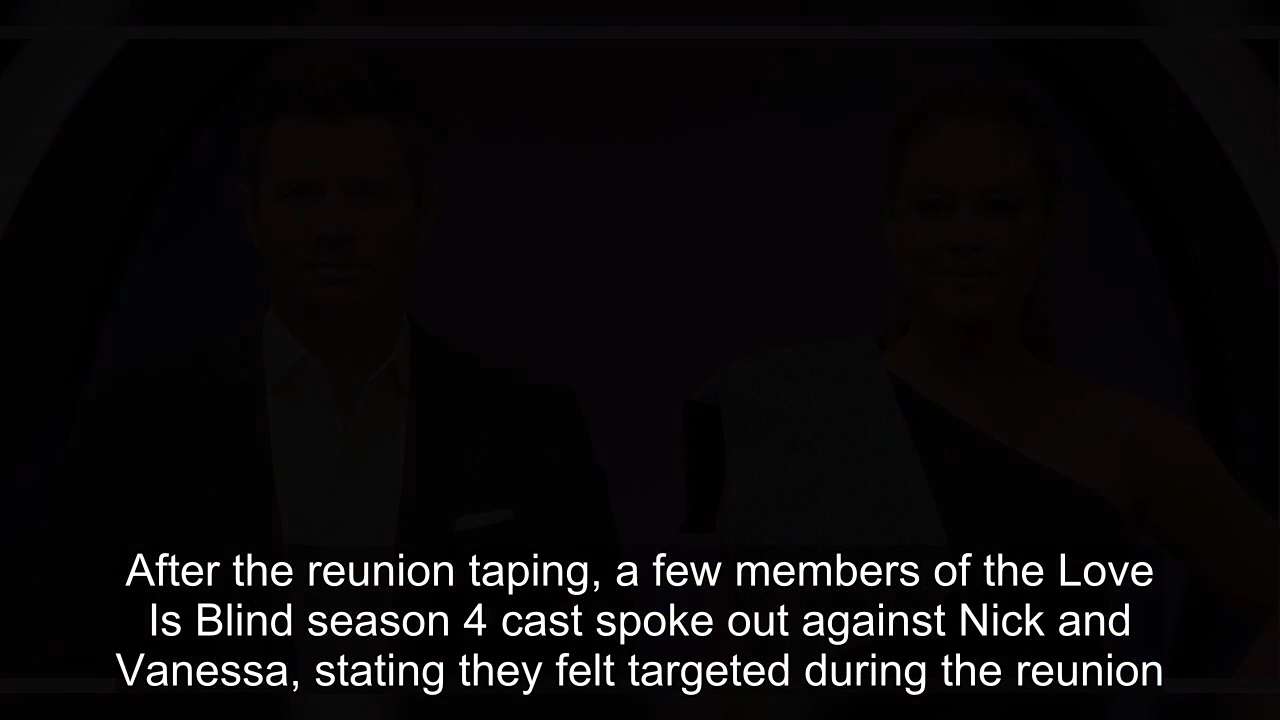 After the reunion taping, a few members of the Love
Is Blind season 4 cast spoke out against Nick and
Vanessa, stating they felt targeted during the reunion